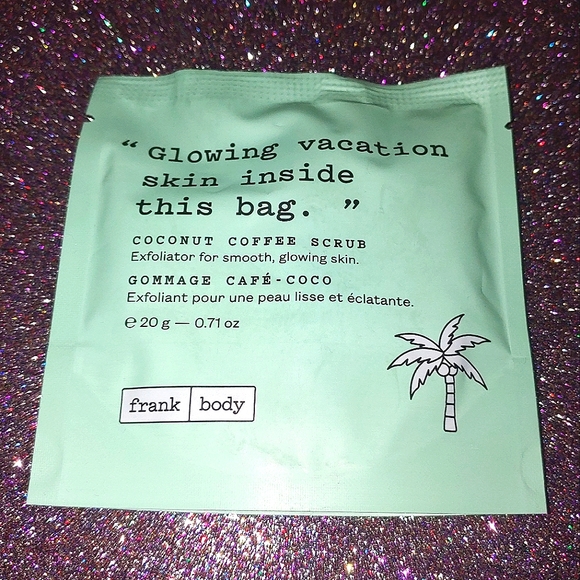 “Glowing vacation
skin inside
this bag. ”
COCONUT COFFEE SCRUB
Exfoliator for smooth, glowing skin.
GOMMAGE CAFÉ-COCO
Exfoliant pour une peau lisse et éclatante.
℮ 20 g — 0.71 oz
frank body